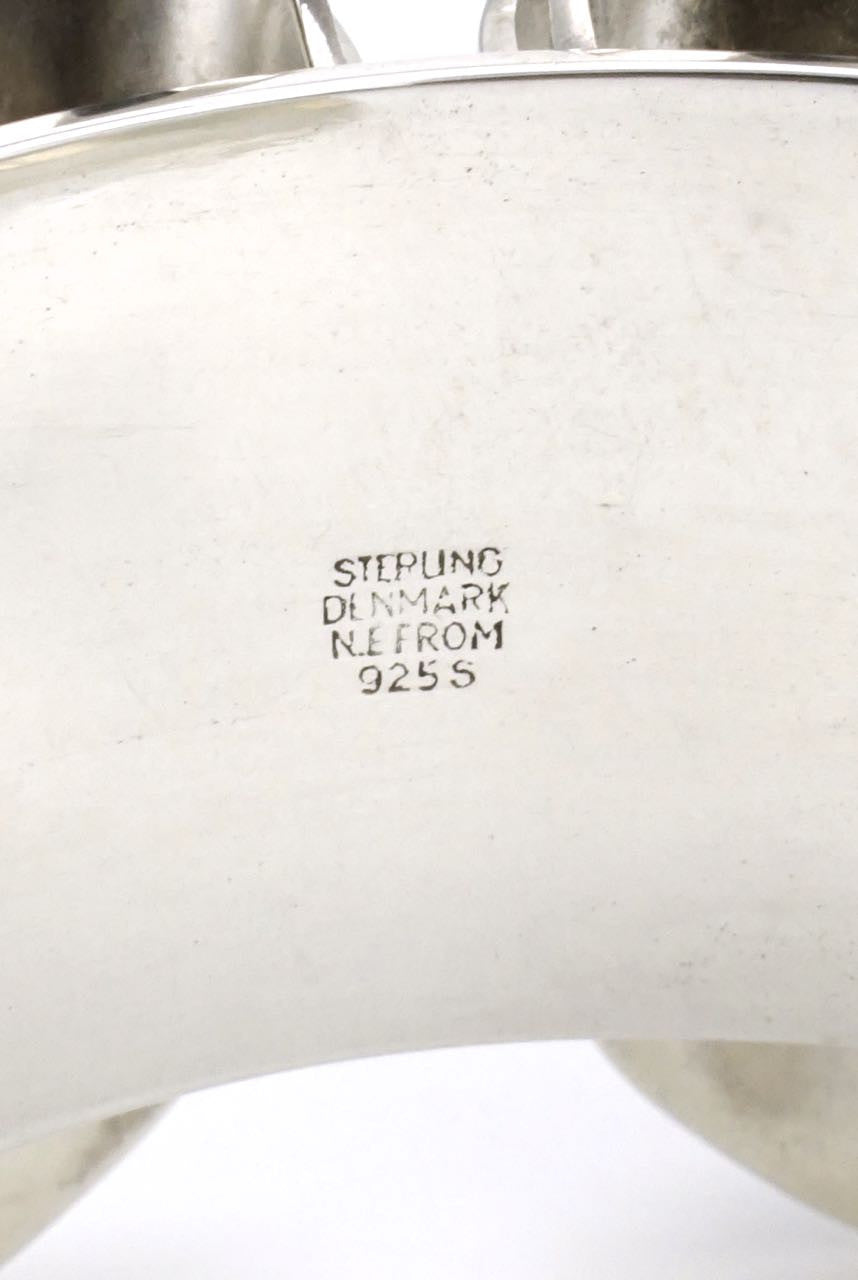 STERLING
DENMARK
N.E FROM
925 S